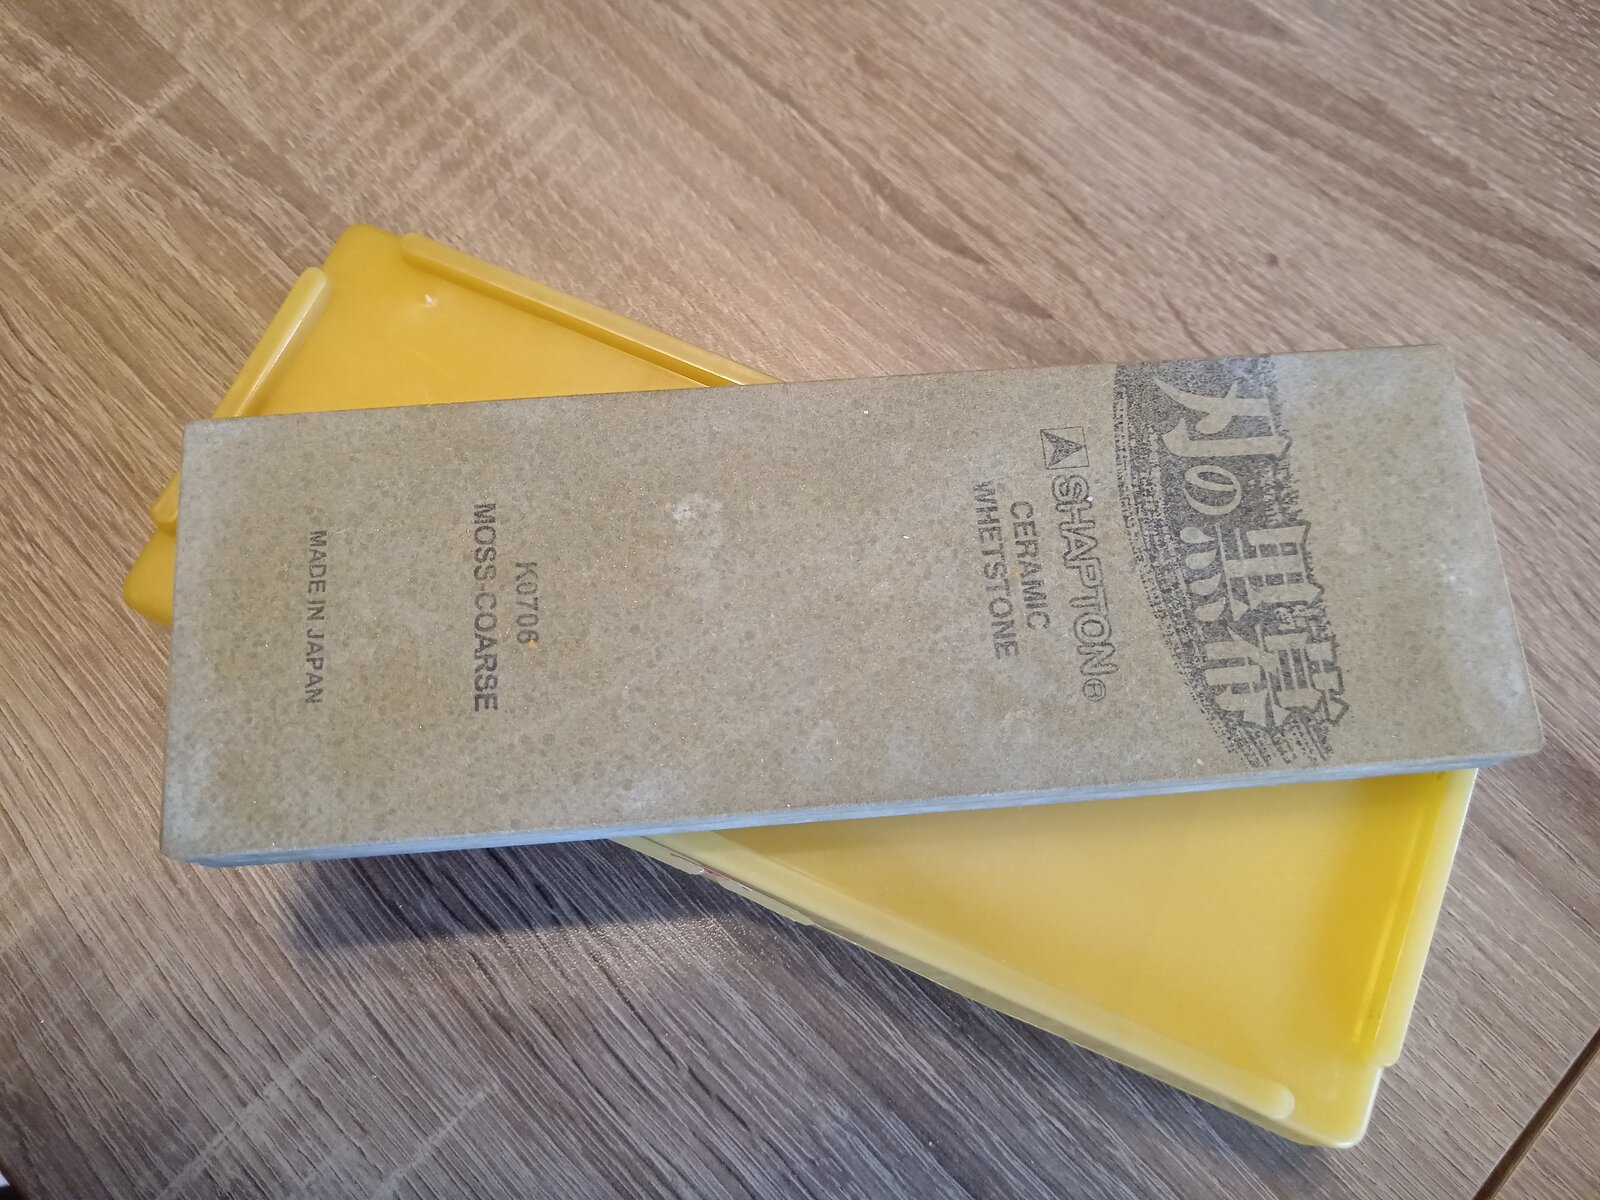 刃の黒幕
SHAPTON®
CERAMIC
WHETSTONE
K0706
MOSS-COARSE
MADE IN JAPAN